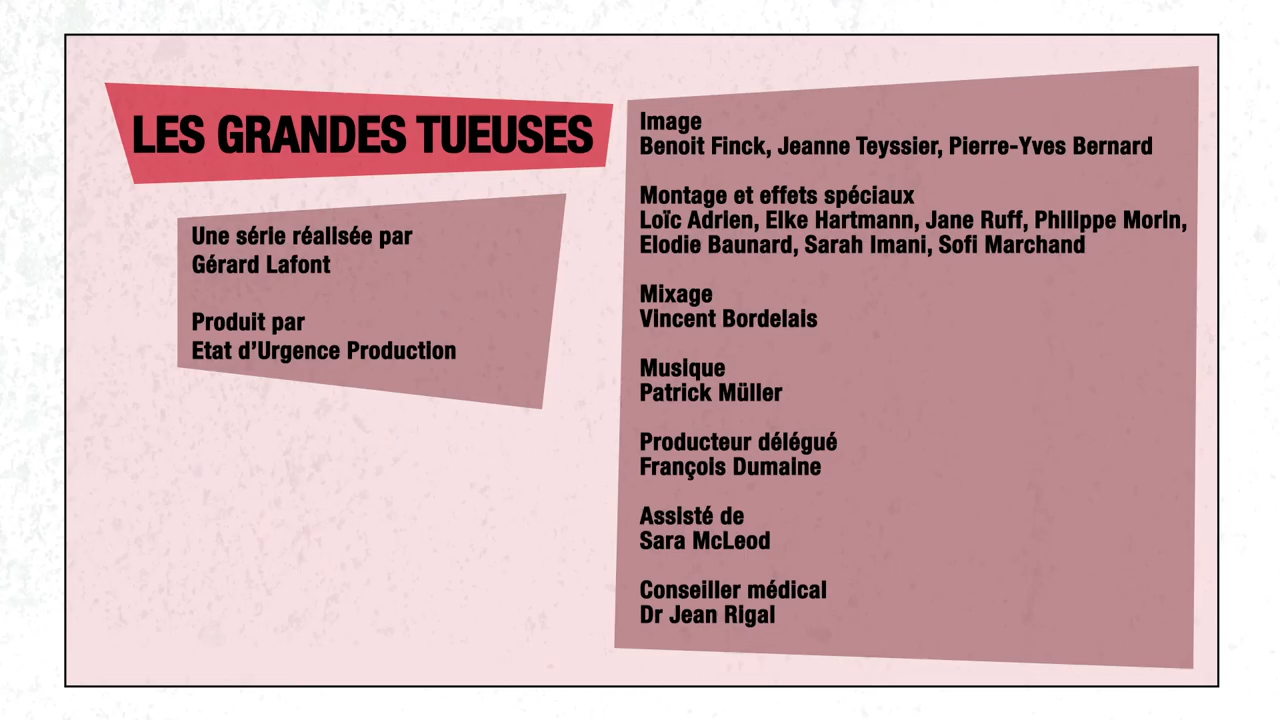 LES GRANDES TUEUSES
Une série réalisée par
Gérard Lafont
Produit par
Etat d’Urgence Production
Image
Benoit Finck, Jeanne Teyssier, Pierre-Yves Bernard
Montage et effets spéciaux
Loïc Adrien, Elke Hartmann, Jane Ruff, Philippe Morin,
Elodie Baunard, Sarah Imani, Sofi Marchand
Mixage
Vincent Bordelais
Musique
Patrick Müller
Producteur délégué
François Dumaine
Assisté de
Sara McLeod
Conseiller médical
Dr Jean Rigal